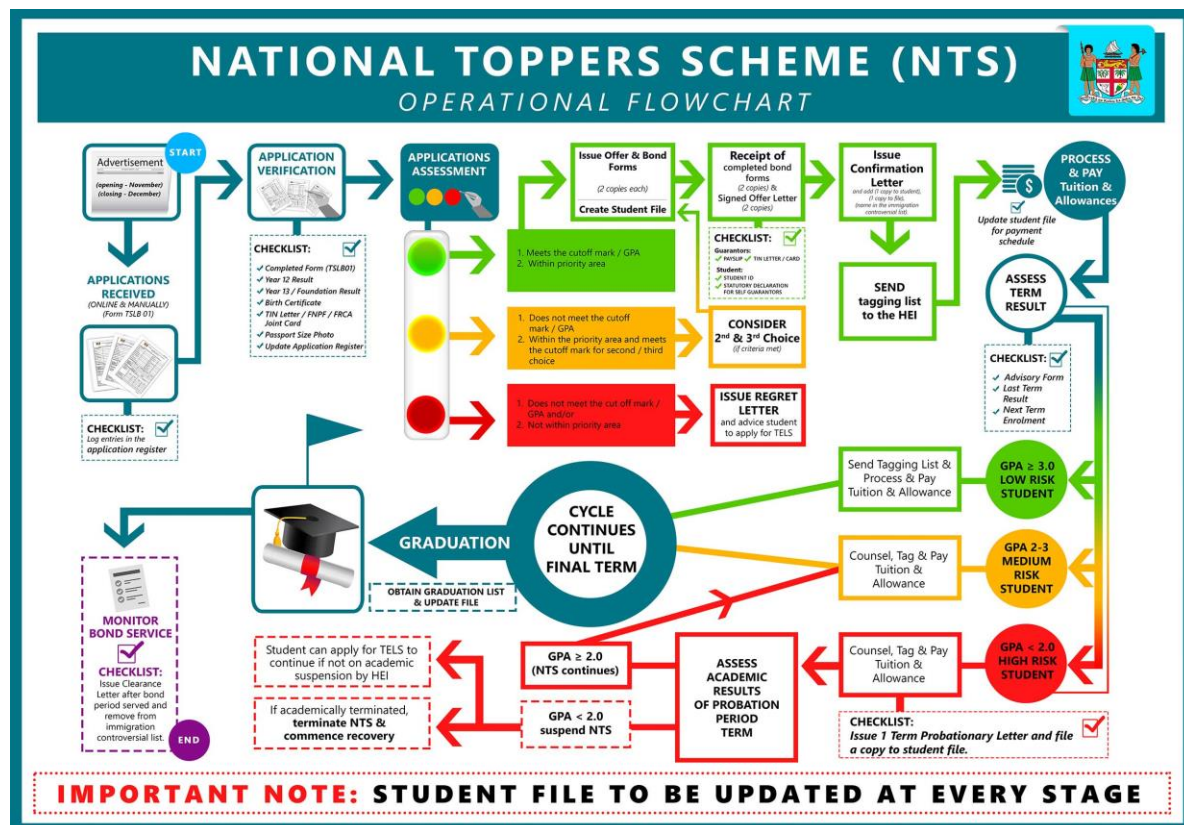 NATIONAL TOPPERS SCHEME (NTS)
OPERATIONAL FLOWCHART
START
Advertisement
(opening - November)
(closing - December)
APPLICATIONS
RECEIVED
(ONLINE & MANUALLY)
(Form TSLB 01)
CHECKLIST:
Log entries in the
application register
APPLICATION
VERIFICATION
CHECKLIST:
Completed Form (TSLB01)
Year 12 Result
Year 13 / Foundation Result
Birth Certificate
TIN Letter / FNPF / FRCA
Joint Card
Passport Size Photo
Update Application Register
APPLICATIONS
ASSESSMENT
1. Meets the cutoff mark / GPA
2. Within priority area
1. Does not meet the cutoff
mark / GPA
2. Within the priority area and meets
the cutoff mark for second / third
choice
1. Does not meet the cut off mark /
GPA and/or
2. Not within priority area
Issue Offer & Bond
Forms
(2 copies each)
Create Student File
Receipt of
completed bond
forms
(2 copies) &
Signed Offer Letter
(2 copies)
CHECKLIST:
Guarantors:
PAYSLIP
TIN LETTER / CARD
Student:
STUDENT ID
STATUTORY DECLARATION
FOR SELF GUARANTORS
CONSIDER
2nd & 3rd Choice
(if criteria met)
ISSUE REGRET
LETTER
and advice student
to apply for TELS
Issue
Confirmation
Letter
and add (1 copy to student),
(1 copy to file).
(name in the immigration
controversial list).
SEND
tagging list
to the HEI
$
Update student file
for payment
schedule
PROCESS
& PAY
Tuition &
Allowances
ASSESS
TERM
RESULT
CHECKLIST:
Advisory Form
Last Term
Result
Next Term
Enrolment
GPA ≥ 3.0
LOW RISK
STUDENT
Send Tagging List &
Process & Pay
Tuition & Allowance
GPA 2-3
MEDIUM
RISK
STUDENT
Counsel, Tag & Pay
Tuition &
Allowance
GPA < 2.0
HIGH RISK
STUDENT
Counsel, Tag & Pay
Tuition &
Allowance
CHECKLIST:
Issue 1 Term Probationary Letter and file
a copy to student file.
ASSESS
ACADEMIC
RESULTS
OF PROBATION
PERIOD
TERM
GPA ≥ 2.0
(NTS continues)
GPA < 2.0
suspend NTS
Student can apply for TELS to
continue if not on academic
suspension by HEI
If academically terminated,
terminate NTS &
commence recovery
CYCLE
CONTINUES
UNTIL
FINAL TERM
GRADUATION
OBTAIN GRADUATION LIST
& UPDATE FILE
MONITOR
BOND SERVICE
CHECKLIST:
Issue Clearance
Letter after bond
period served and
remove from
immigration
controversial list.
END
IMPORTANT NOTE: STUDENT FILE TO BE UPDATED AT EVERY STAGE